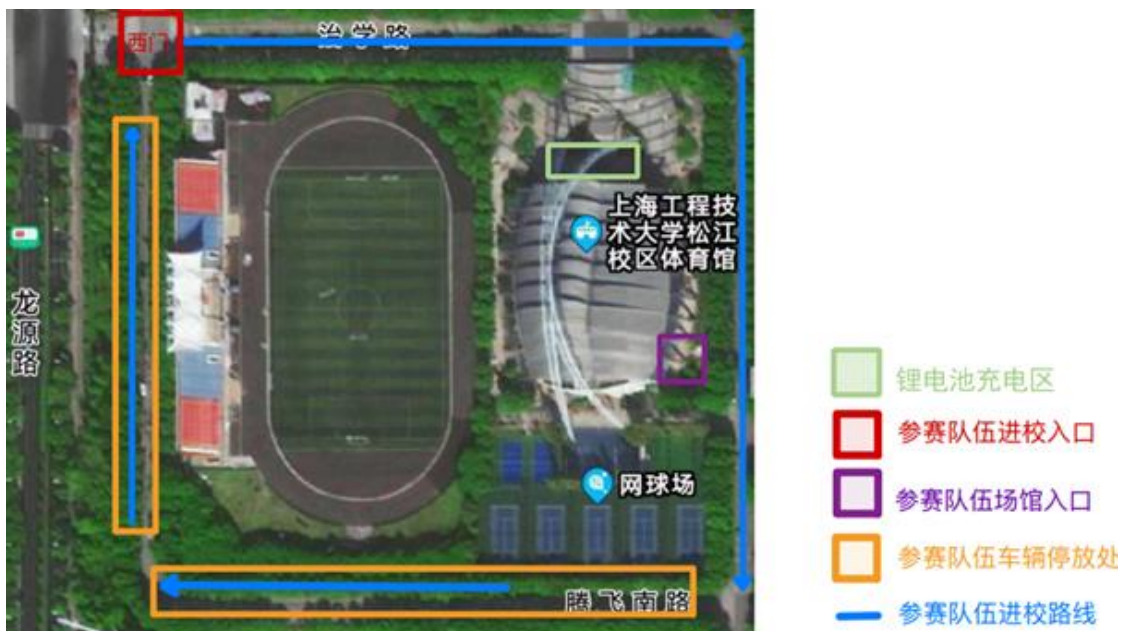 西门
治学路
上海工程技
术大学松江
校区体育馆
龙源路
网球场
腾飞南路
锂电池充电区
参赛队伍进校入口
参赛队伍场馆入口
参赛队伍车辆停放处
参赛队伍进校路线